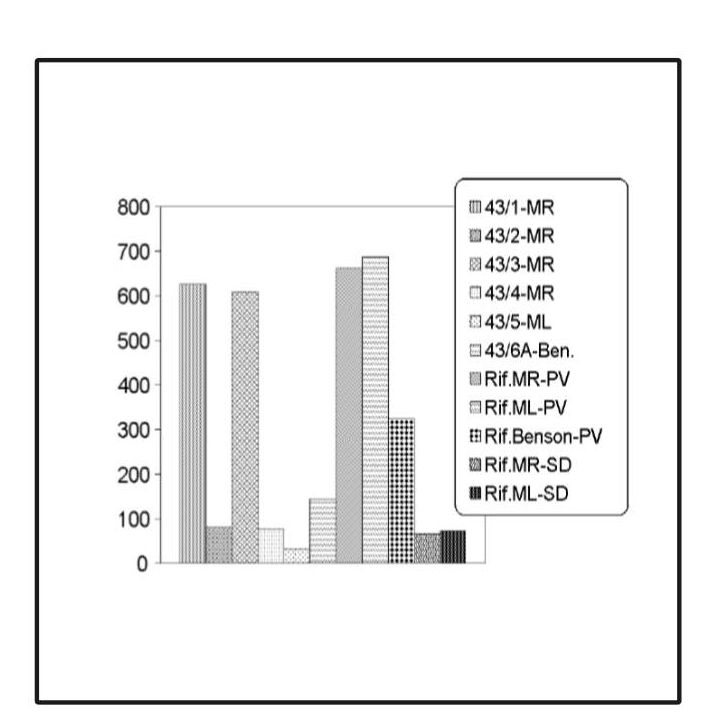 800
700
600
500
400
300
200
100
0
43/1-MR
43/2-MR
43/3-MR
43/4-MR
43/5-ML
43/6A-Ben.
Rif.MR-PV
Rif.ML-PV
Rif.Benson-PV
Rif.MR-SD
Rif.ML-SD